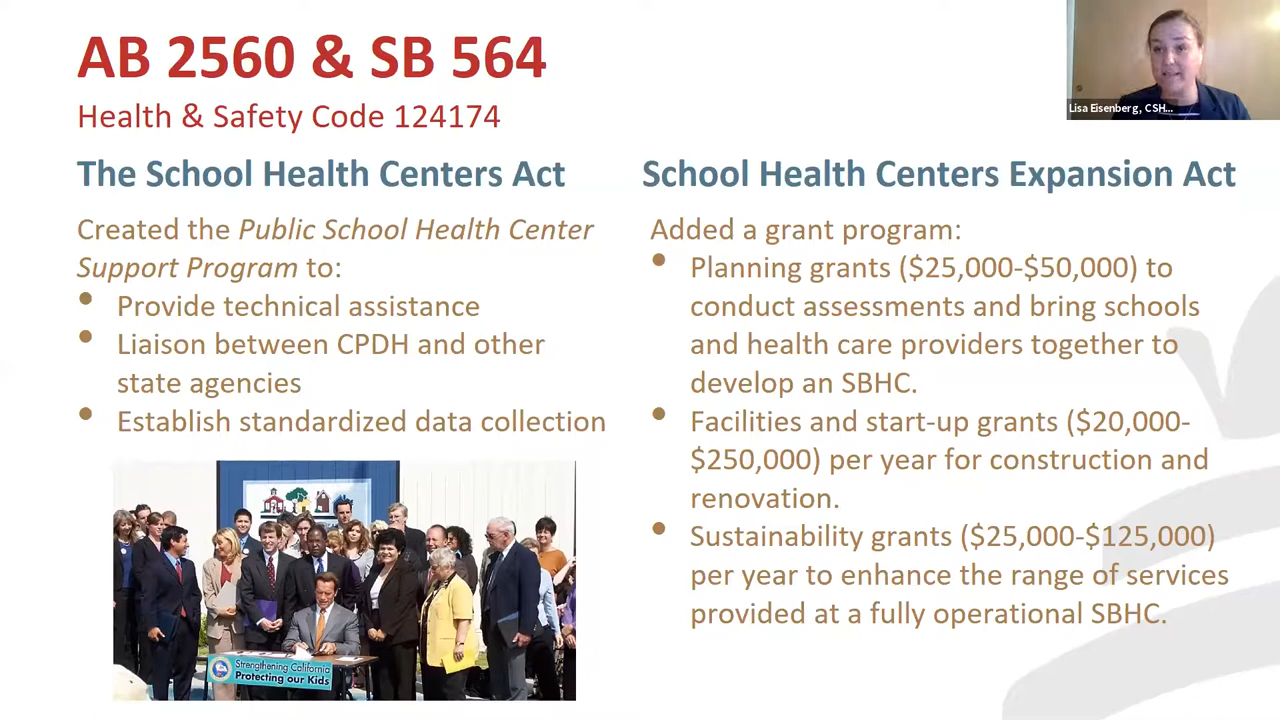 AB 2560 & SB 564
Health & Safety Code 124174
Lisa Eisenberg, CSH...
The School Health Centers Act
Created the Public School Health Center
Support Program to:
• Provide technical assistance
• Liaison between CPDH and other
state agencies
• Establish standardized data collection
Strengthening California
Protecting our Kids
School Health Centers Expansion Act
Added a grant program:
• Planning grants ($25,000-$50,000) to
conduct assessments and bring schools
and health care providers together to
develop an SBHC.
• Facilities and start-up grants ($20,000-
$250,000) per year for construction and
renovation.
• Sustainability grants ($25,000-$125,000)
per year to enhance the range of services
provided at a fully operational SBHC.